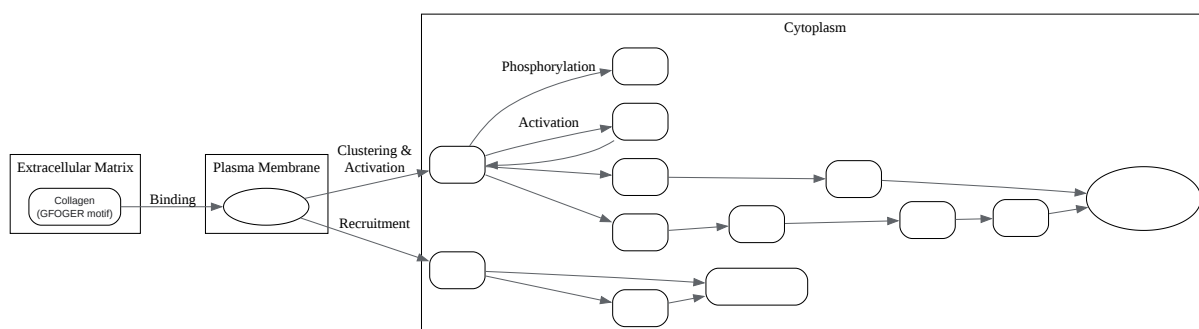 Cytoplasm
Phosphorylation
Activation
Clustering &
Activation
Extracellular Matrix
Plasma Membrane
Collagen
(GFOGER motif)
Binding
Recruitment